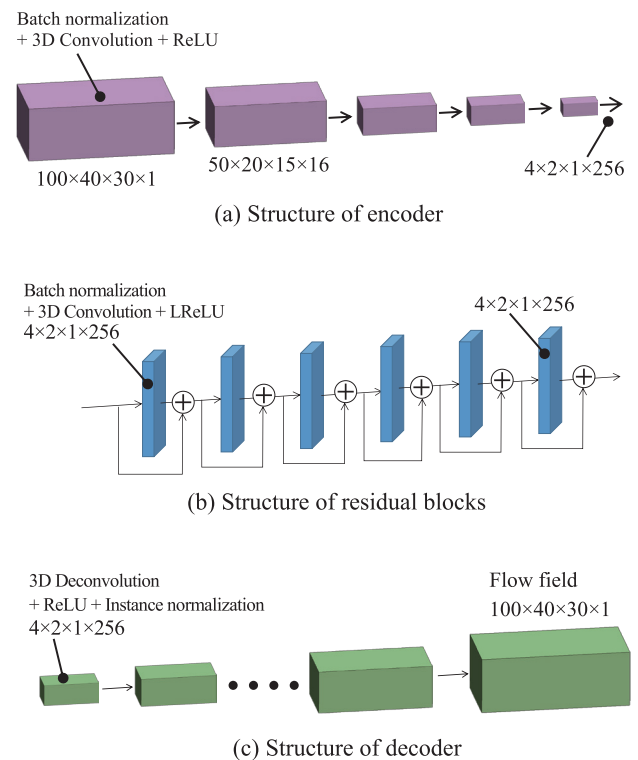 Batch normalization
+ 3D Convolution + ReLU
100×40×30×1
50×20×15×16
4×2×1×256
(a) Structure of encoder
Batch normalization
+ 3D Convolution + LReLU
4×2×1×256
4×2×1×256
(b) Structure of residual blocks
3D Deconvolution
+ ReLU + Instance normalization
4×2×1×256
Flow field
100×40×30×1
(c) Structure of decoder